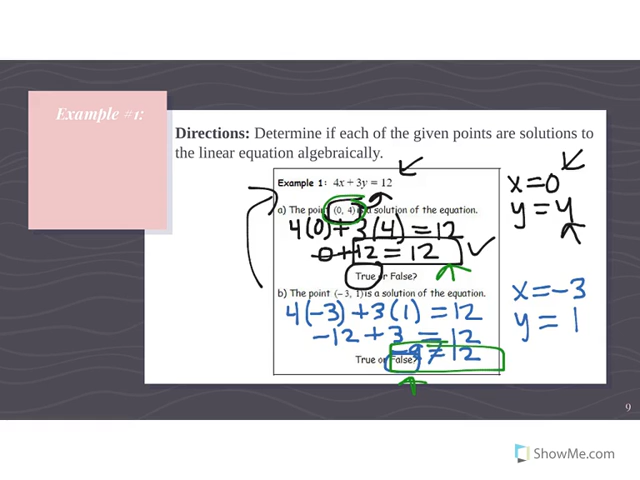 Example #1:
Directions: Determine if each of the given points are solutions to
the linear equation algebraically.
Example 1: 4x + 3y = 12
a) The point (0, 4) is a solution of the equation.
4(0) + 3(4) = 12
0 + 12 = 12
True or False?
b) The point (-3, 1) is a solution of the equation.
4(-3) + 3(1) = 12
-12 + 3 = 12
-9 ≠ 12
True or False?
x=0
y=y
x=-3
y=1
9
ShowMe.com